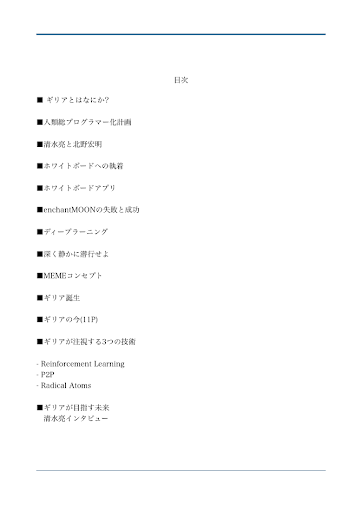 目次
■ ギリアとはなにか?
■人類総プログラマー化計画
■清水亮と北野宏明
■ホワイトボードへの執着
■ホワイトボードアプリ
■enchantMOONの失敗と成功
■ディープラーニング
■深く静かに潜行せよ
■MEMEコンセプト
■ギリア誕生
■ギリアの今(11P)
■ギリアが注視する3つの技術
- Reinforcement Learning
- P2P
- Radical Atoms
■ギリアが目指す未来
清水亮インタビュー